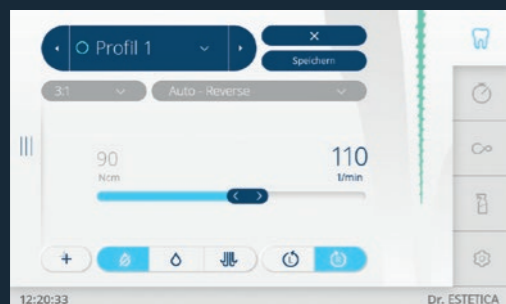 Profil 1
X
Speichern
3:1
Auto - Reverse
90
Ncm
110
1/min
12:20:33
Dr. ESTETICA